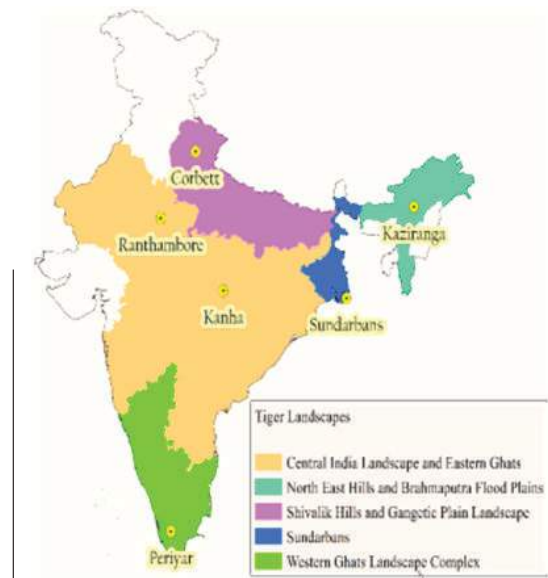 Corbett
Ranthambore
Kaziranga
Kanha
Sundarbans
Periyar
Tiger Landscapes
Central India Landscape and Eastern Ghats
North East Hills and Brahmaputra Flood Plains
Shivalik Hills and Gangetic Plain Landscape
Sundarbans
Western Ghats Landscape Complex